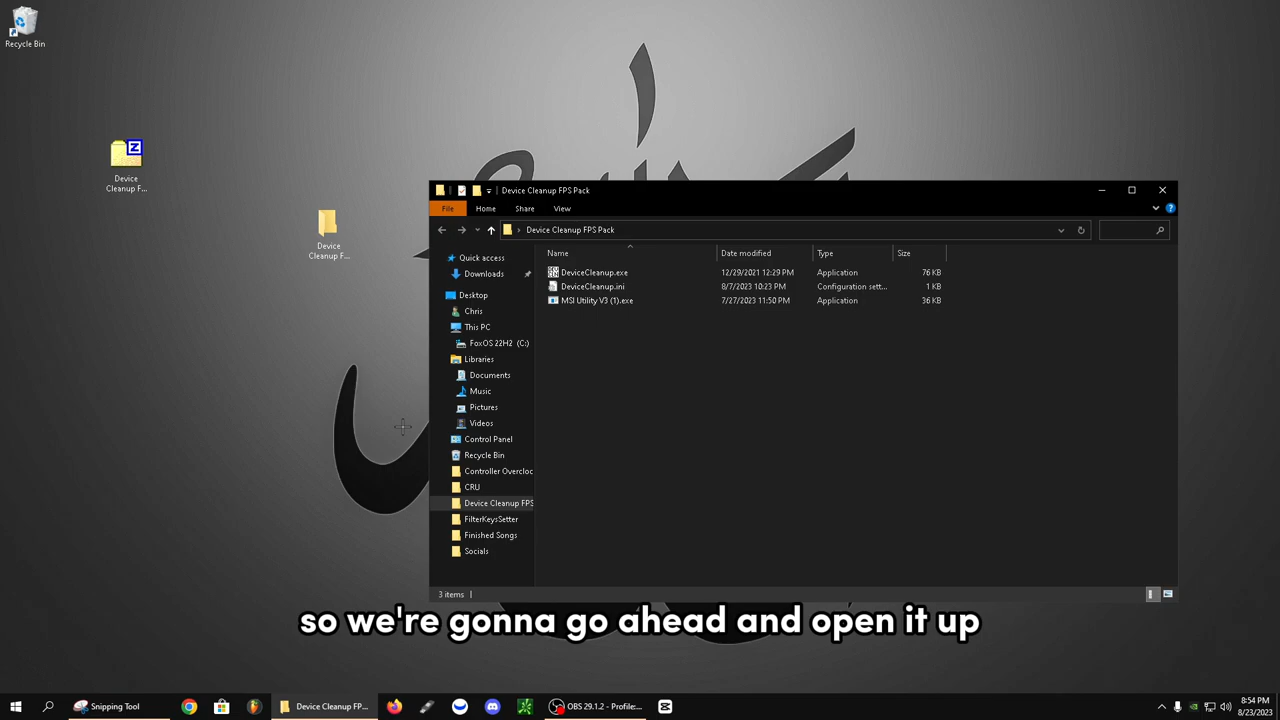 Recycle Bin
Device
Cleanup F...
Device
Cleanup F...
Device Cleanup FPS Pack
File Home Share View
Device Cleanup FPS Pack
Name Date modified Type Size
DeviceCleanup.exe 12/29/2021 12:29 PM Application 76 KB
DeviceCleanup.ini 8/7/2023 10:23 PM Configuration sett... 1 KB
MSI Utility V3 (1).exe 7/27/2023 11:50 PM Application 36 KB
Quick access
Downloads
Desktop
Chris
This PC
FoxOS 22H2 (C:)
Libraries
Documents
Music
Pictures
Videos
Control Panel
Recycle Bin
Controller Overcloc
CRU
Device Cleanup FPS
FilterKeysSetter
Finished Songs
Socials
3 items
so we're gonna go ahead and open it up
Snipping Tool
Device Cleanup FP...
OBS 29.1.2 - Profile:...
8:54 PM
8/23/2023